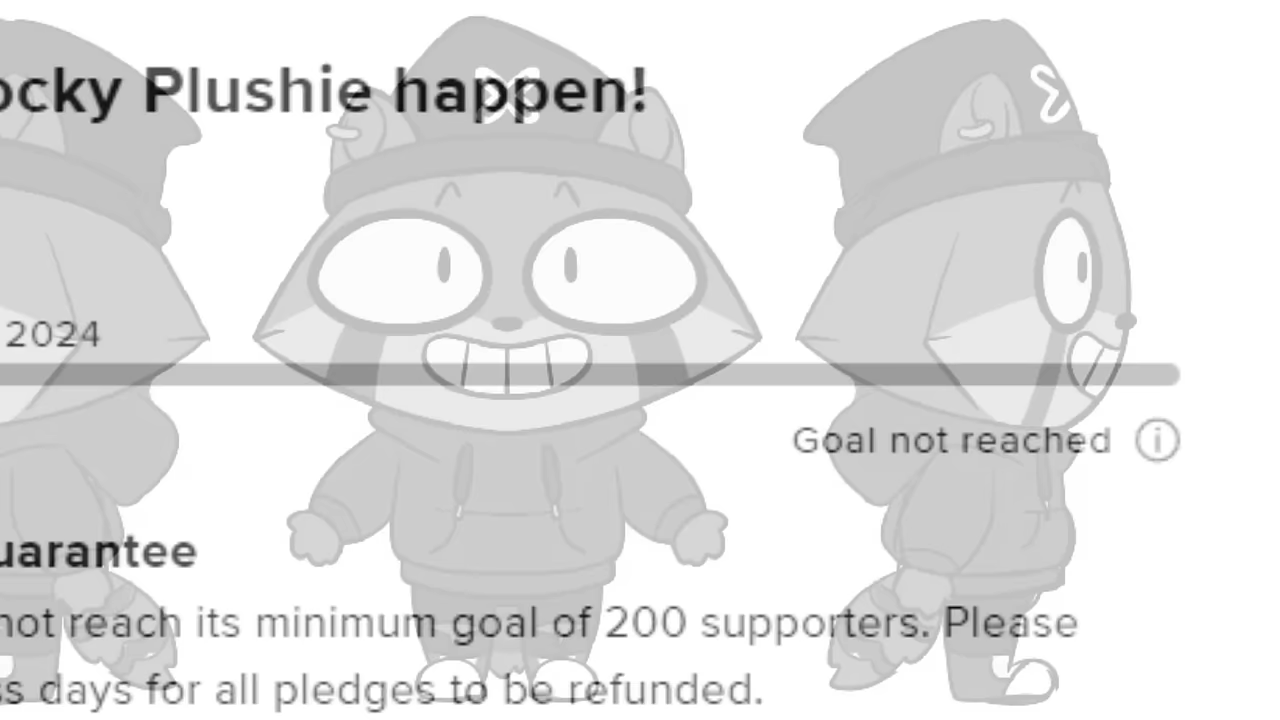 ocky Plushie happen!
2024
Goal not reached
uarantee
not reach its minimum goal of 200 supporters. Please
s days for all pledges to be refunded.